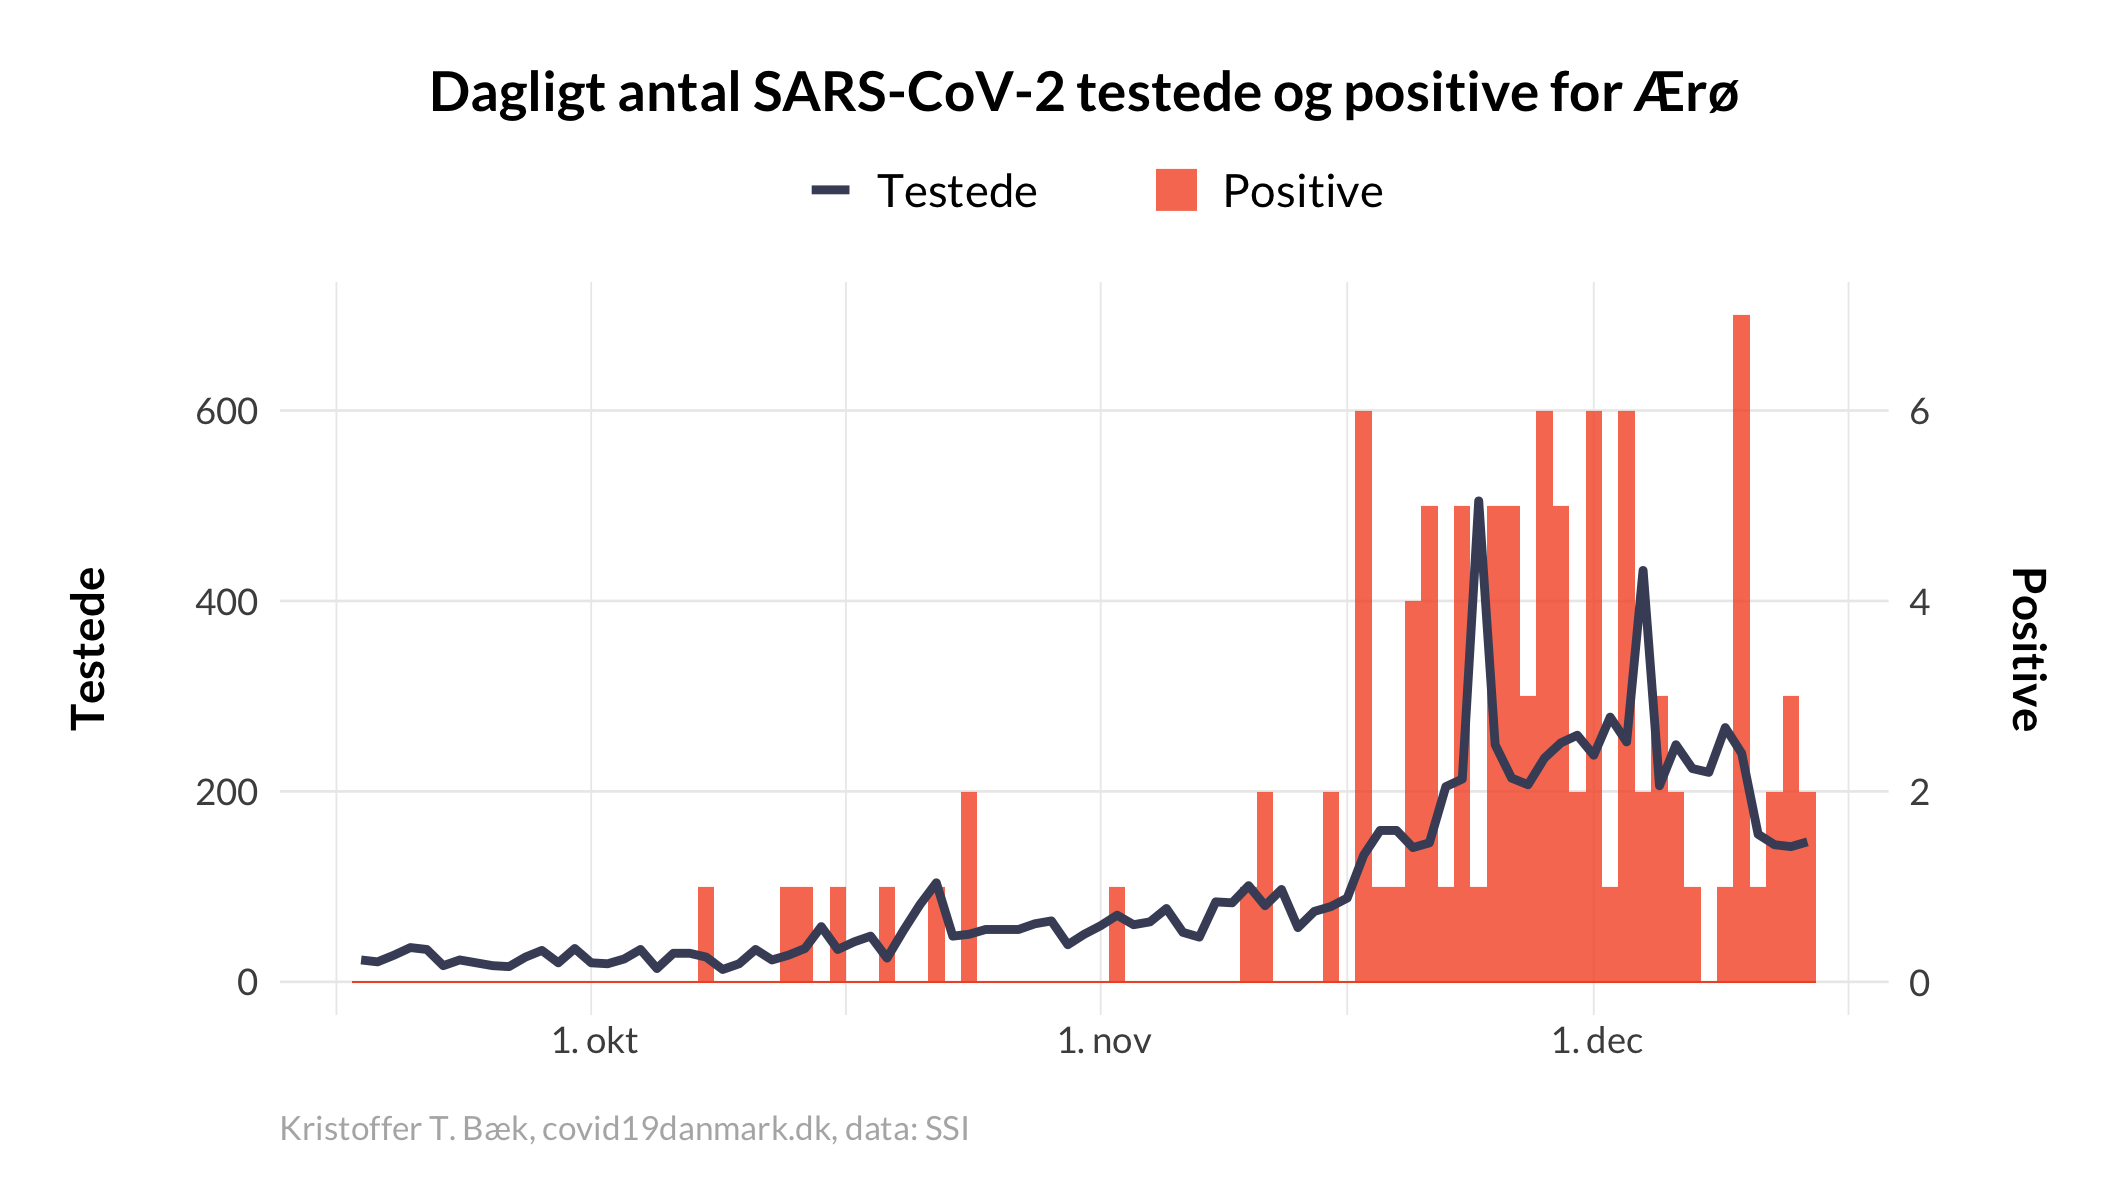 Dagligt antal SARS-CoV-2 testede og positive for Ærø
Testede
Positive
Testede
600
400
200
0
6
4
2
0
Positive
1. okt
1. nov
1. dec
Kristoffer T. Bæk, covid19danmark.dk, data: SSI